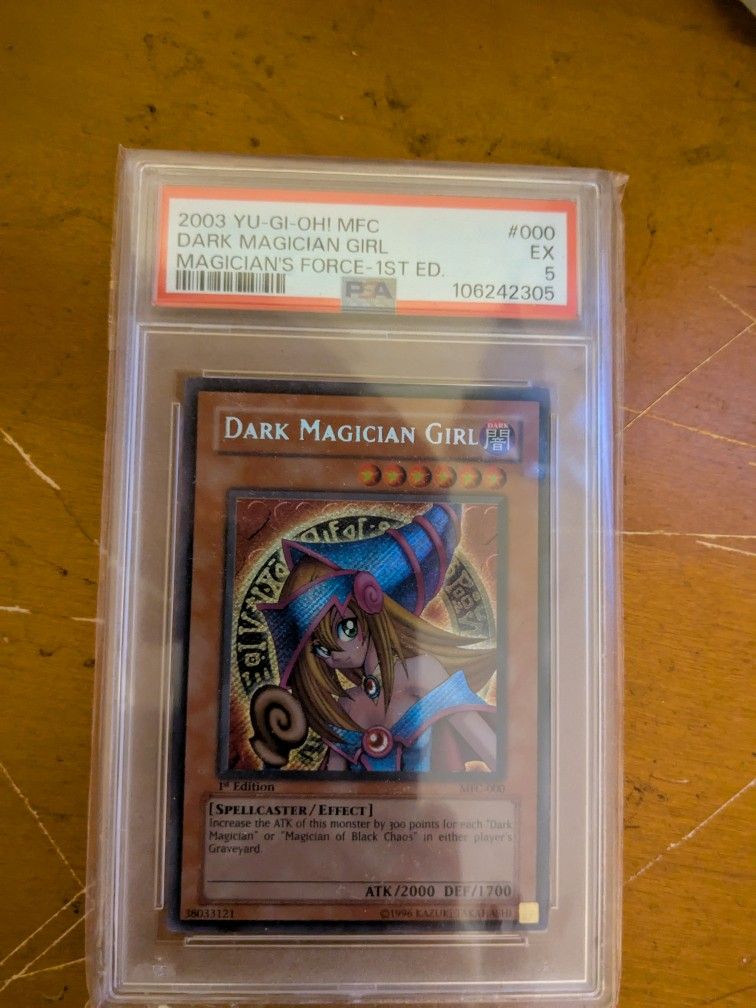 2003 YU-GI-OH! MFC #000
DARK MAGICIAN GIRL EX
MAGICIAN'S FORCE-1ST ED. 5
PSA 106242305
DARK MAGICIAN GIRL
DARK
闇
1st Edition MFC-000
[SPELLCASTER/EFFECT]
Increase the ATK of this monster by 300 points for each "Dark
Magician" or "Magician of Black Chaos" in either player's
Graveyard.
ATK/2000 DEF/1700
38033121 ©1996 KAZUKI TAKAHASHI